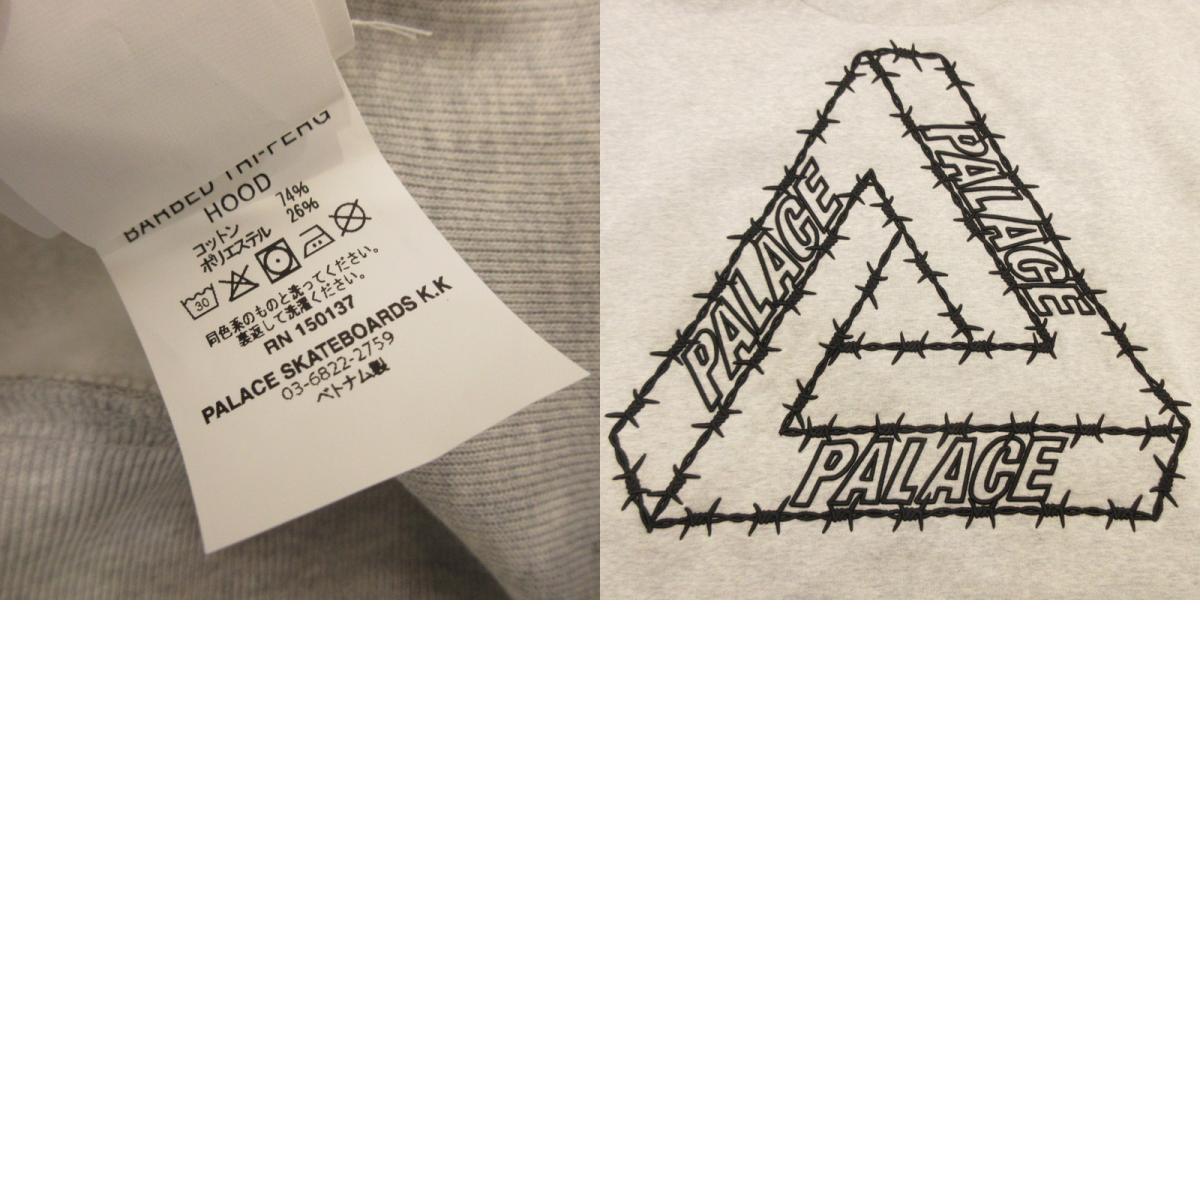 BARBED TRI-FERG
HOOD
コットン 74%
ポリエステル 26%
30
同色系のものと洗ってください。
裏返して洗濯ください。
RN 150137
PALACE SKATEBOARDS K.K
03-6822-2759
ベトナム製
PALACE
PALACE
PALACE